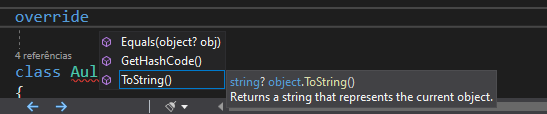 override
Equals(object? obj)
4 referências
GetHashCode()
class Aul
ToString()
string? object.ToString()
Returns a string that represents the current object.
{